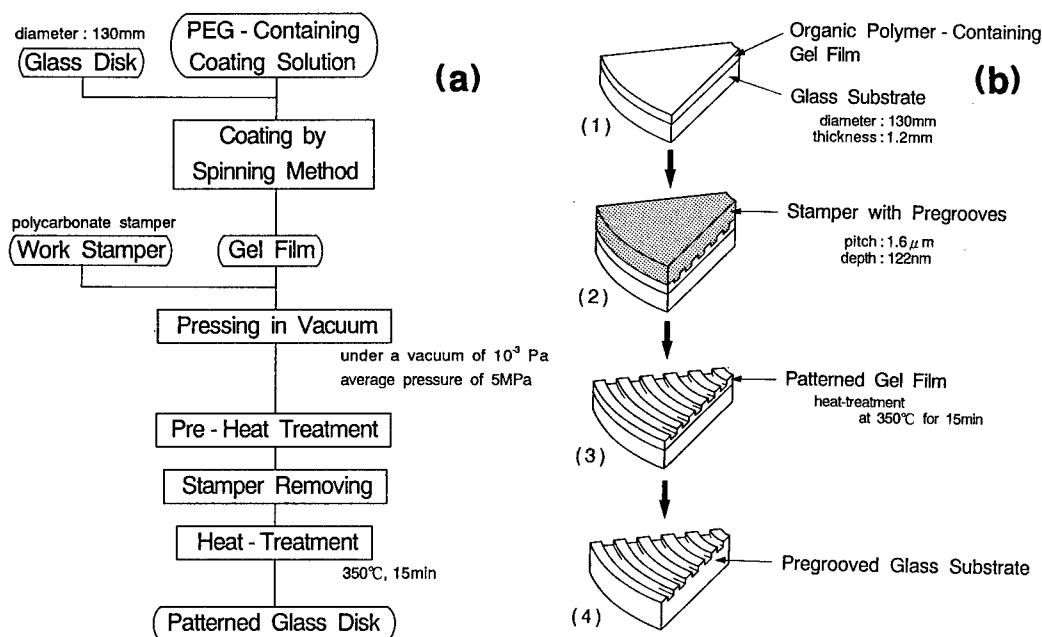 diameter : 130mm
Glass Disk
PEG - Containing
Coating Solution
(a)
Coating by
Spinning Method
polycarbonate stamper
Work Stamper
Gel Film
Pressing in Vacuum
under a vacuum of 10⁻³ Pa
average pressure of 5MPa
Pre - Heat Treatment
Stamper Removing
Heat - Treatment
350℃, 15min
Patterned Glass Disk
(b)
Organic Polymer - Containing
Gel Film
Glass Substrate
diameter : 130mm
thickness : 1.2mm
(1)
Stamper with Pregrooves
pitch : 1.6μm
depth : 122nm
(2)
Patterned Gel Film
heat-treatment
at 350℃ for 15min
(3)
Pregrooved Glass Substrate
(4)